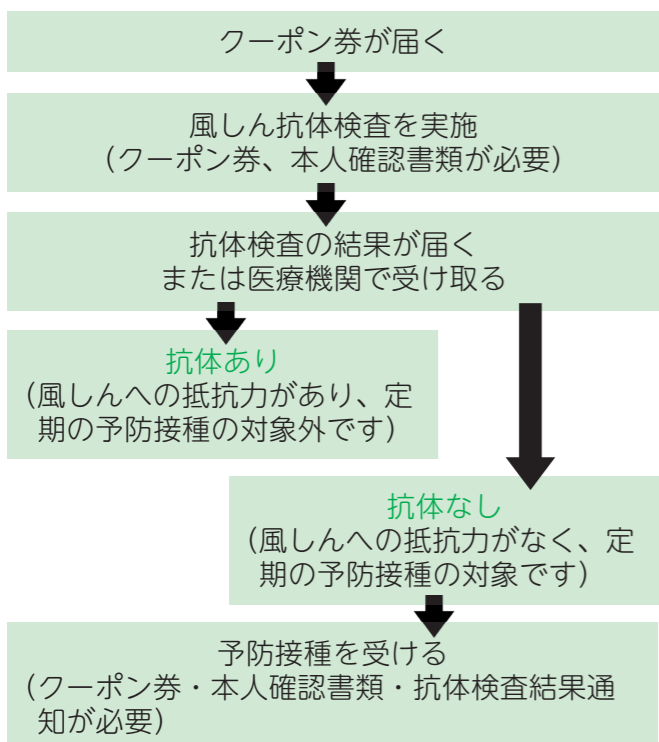 クーポン券が届く
風しん抗体検査を実施
(クーポン券、本人確認書類が必要)
抗体検査の結果が届く
または医療機関で受け取る
抗体あり
(風しんへの抵抗力があり、定
期の予防接種の対象外です)
抗体なし
(風しんへの抵抗力がなく、定
期の予防接種の対象です)
予防接種を受ける
(クーポン券・本人確認書類・抗体検査結果通
知が必要)